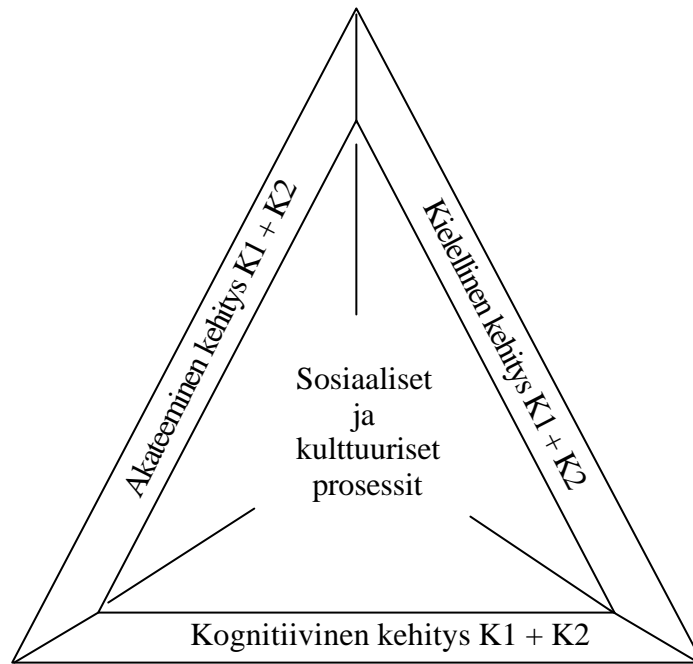 Akateeminen kehitys K1 + K2
Kielellinen kehitys K1 + K2
Sosiaaliset
ja
kulttuuriset
prosessit
Kognitiivinen kehitys K1 + K2